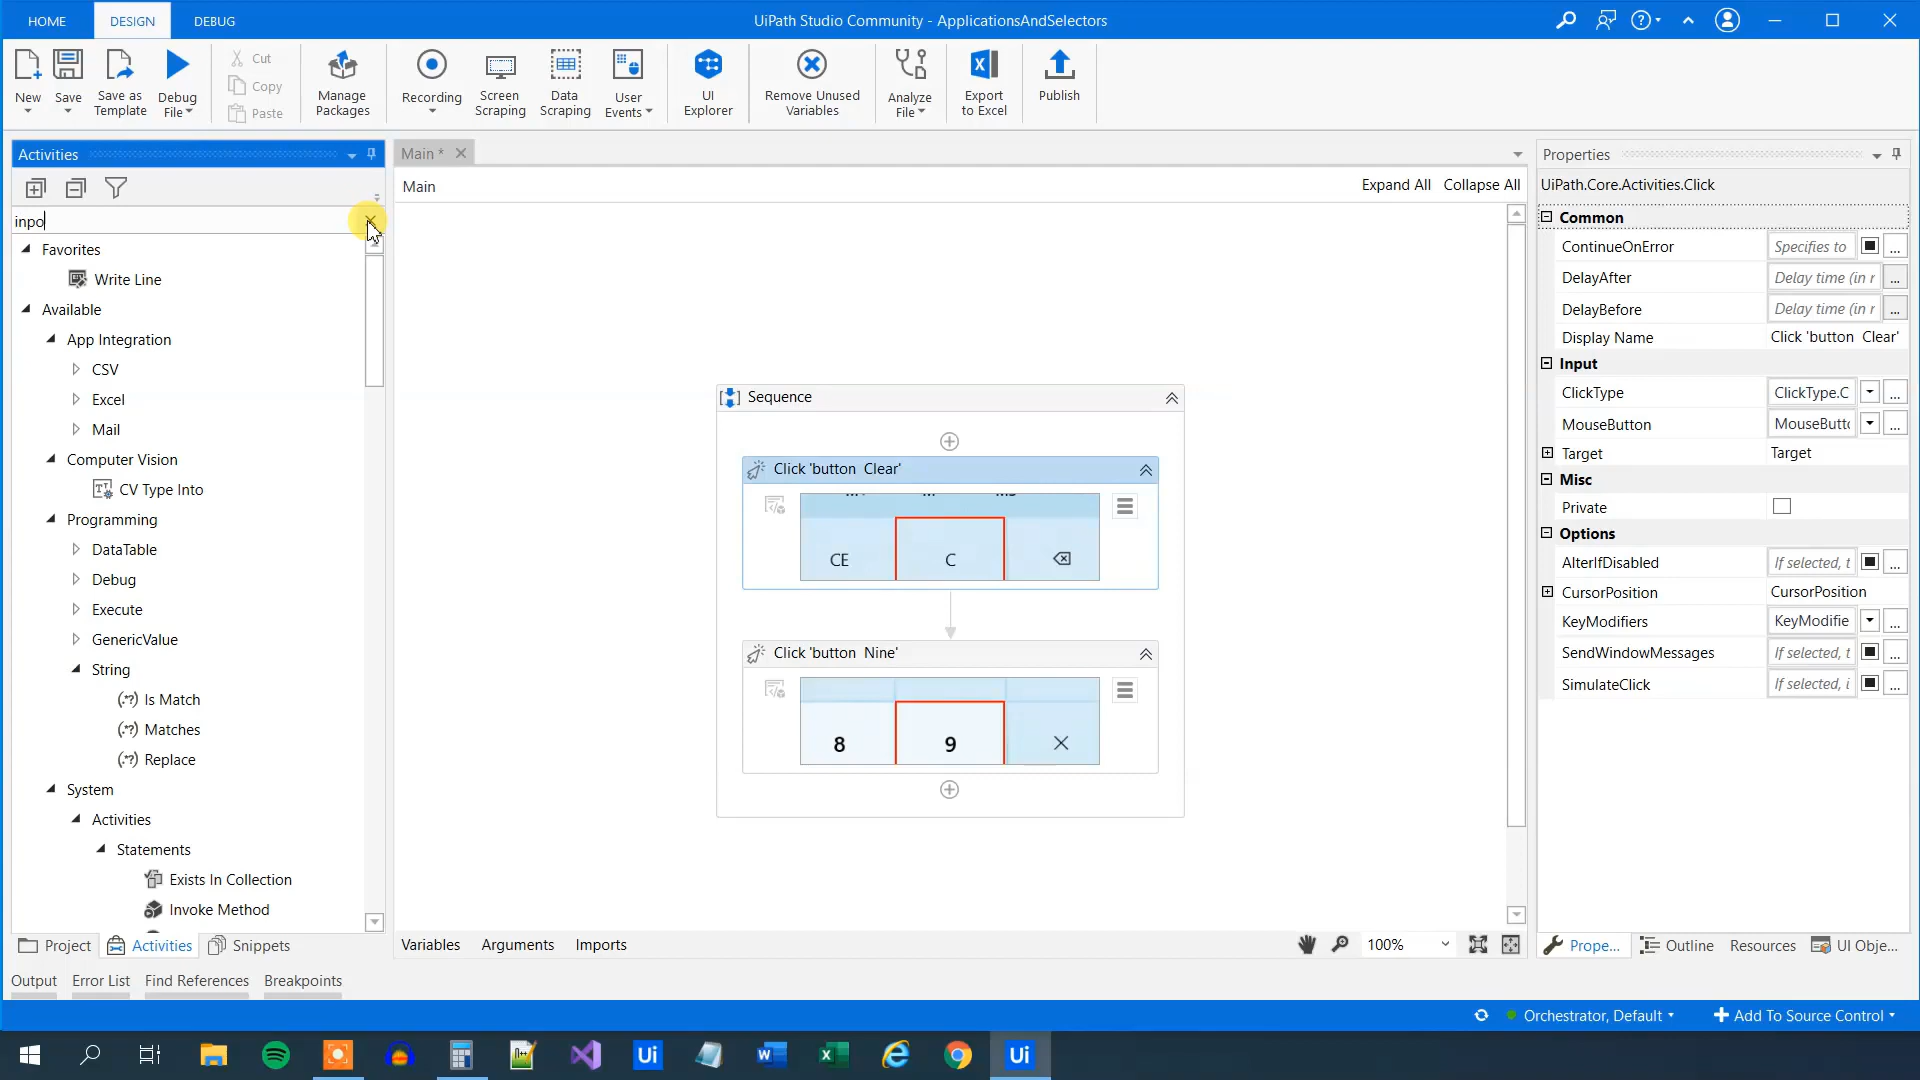 HOME
DESIGN
DEBUG
UiPath Studio Community - ApplicationsAndSelectors
New
Save
Save as Template
Debug File
Cut
Copy
Paste
Manage Packages
Recording
Screen Scraping
Data Scraping
User Events
UI Explorer
Remove Unused Variables
Analyze File
Export to Excel
Publish
Activities
inpo
Favorites
Write Line
Available
App Integration
CSV
Excel
Mail
Computer Vision
CV Type Into
Programming
DataTable
Debug
Execute
GenericValue
String
Is Match
Matches
Replace
System
Activities
Statements
Exists In Collection
Invoke Method
Project
Activities
Snippets
Main *
Main
Expand All
Collapse All
Sequence
Click 'button Clear'
CE
C
Click 'button Nine'
8
9
Variables
Arguments
Imports
100%
Properties
UiPath.Core.Activities.Click
Common
ContinueOnError
Specifies to
DelayAfter
Delay time (in r
DelayBefore
Delay time (in r
Display Name
Click 'button Clear'
Input
ClickType
ClickType.C
MouseButton
MouseButt
Target
Target
Misc
Private
Options
AlterIfDisabled
If selected, t
CursorPosition
CursorPosition
KeyModifiers
KeyModifie
SendWindowMessages
If selected, t
SimulateClick
If selected, i
Prope...
Outline
Resources
UI Obje...
Output
Error List
Find References
Breakpoints
Orchestrator, Default
Add To Source Control